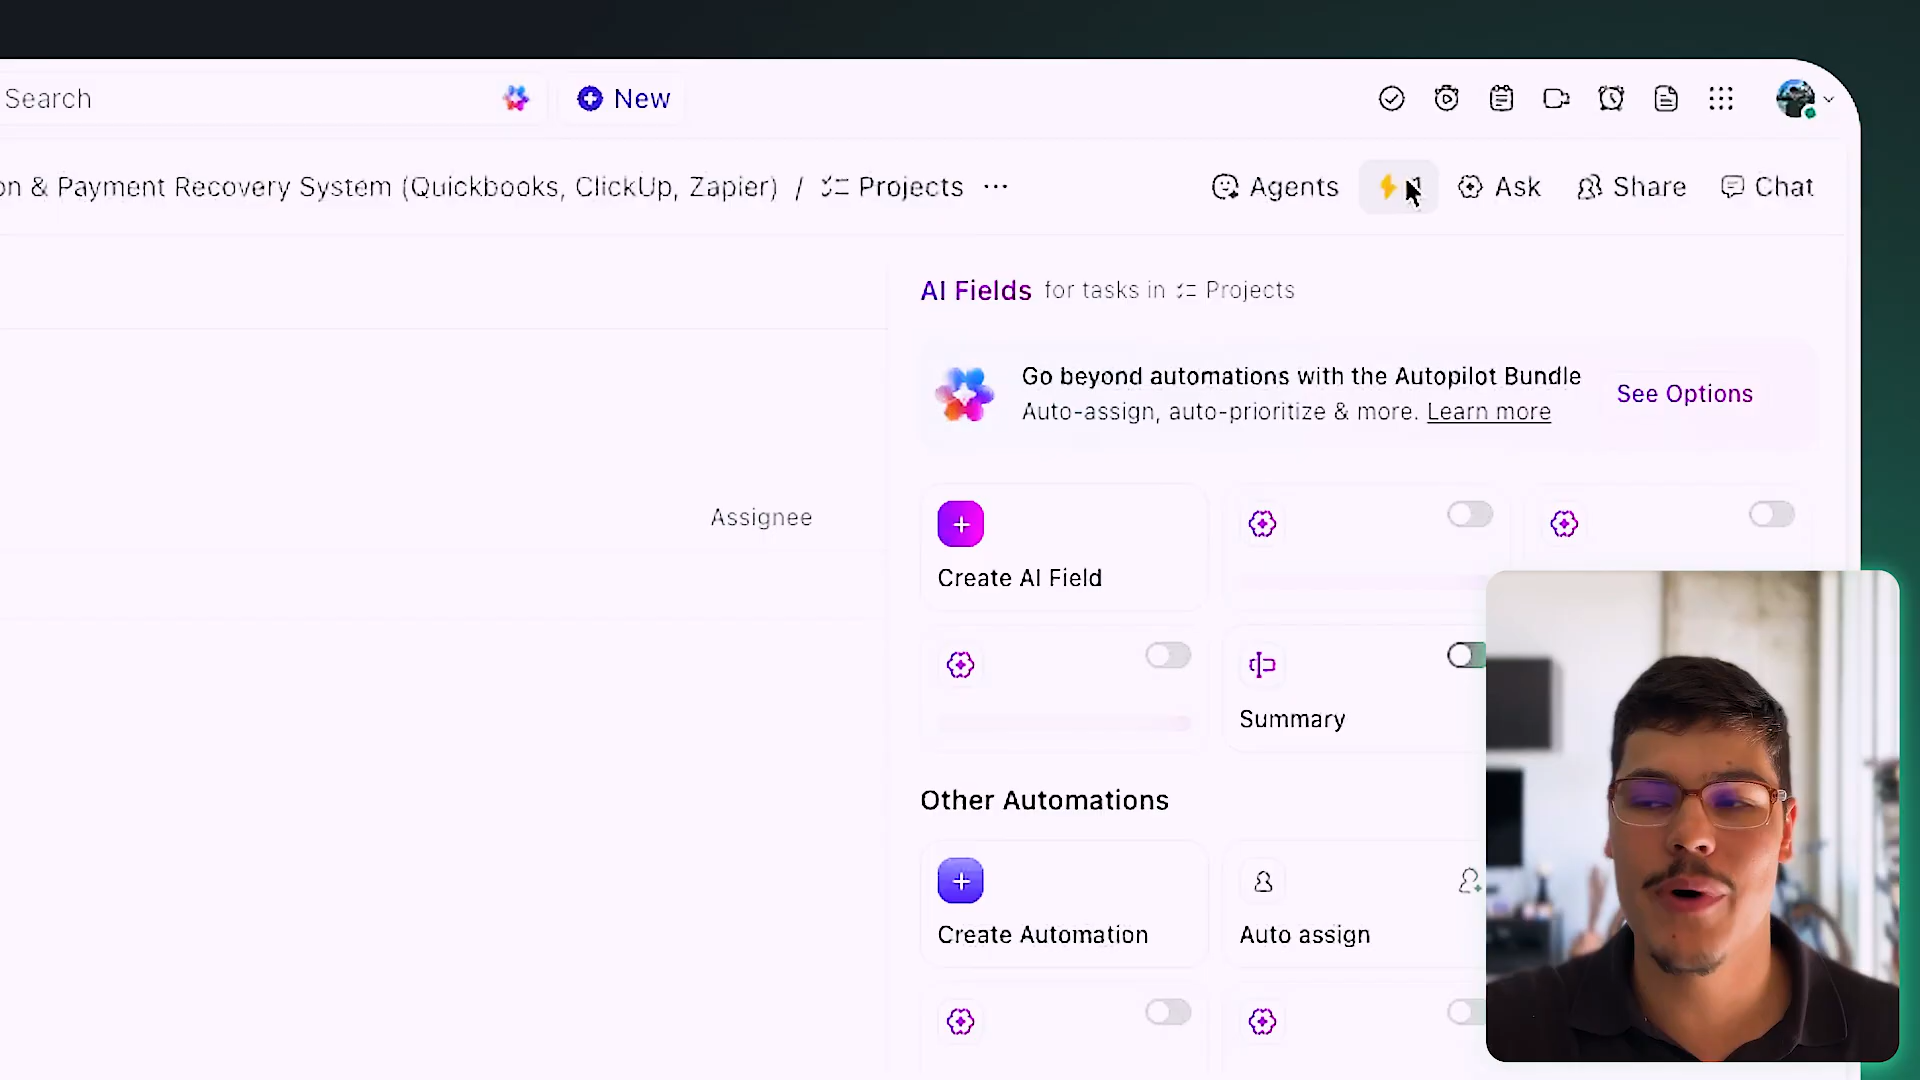 Search
New
on & Payment Recovery System (Quickbooks, ClickUp, Zapier) / Projects ...
Agents
Ask
Share
Chat
AI Fields for tasks in Projects
Go beyond automations with the Autopilot Bundle
Auto-assign, auto-prioritize & more. Learn more
See Options
Assignee
Create AI Field
Summary
Other Automations
Create Automation
Auto assign